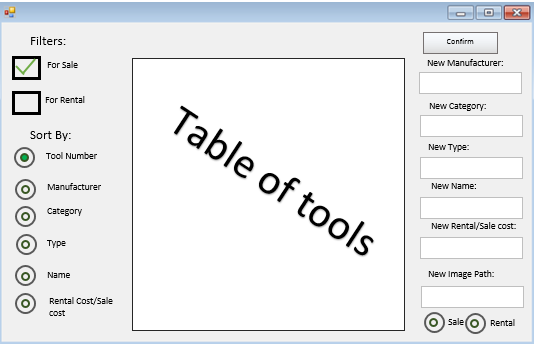 Filters:
For Sale
For Rental
Sort By:
Tool Number
Manufacturer
Category
Type
Name
Rental Cost/Sale
cost
Table of tools
Confirm
New Manufacturer:
New Category:
New Type:
New Name:
New Rental/Sale cost:
New Image Path:
Sale
Rental